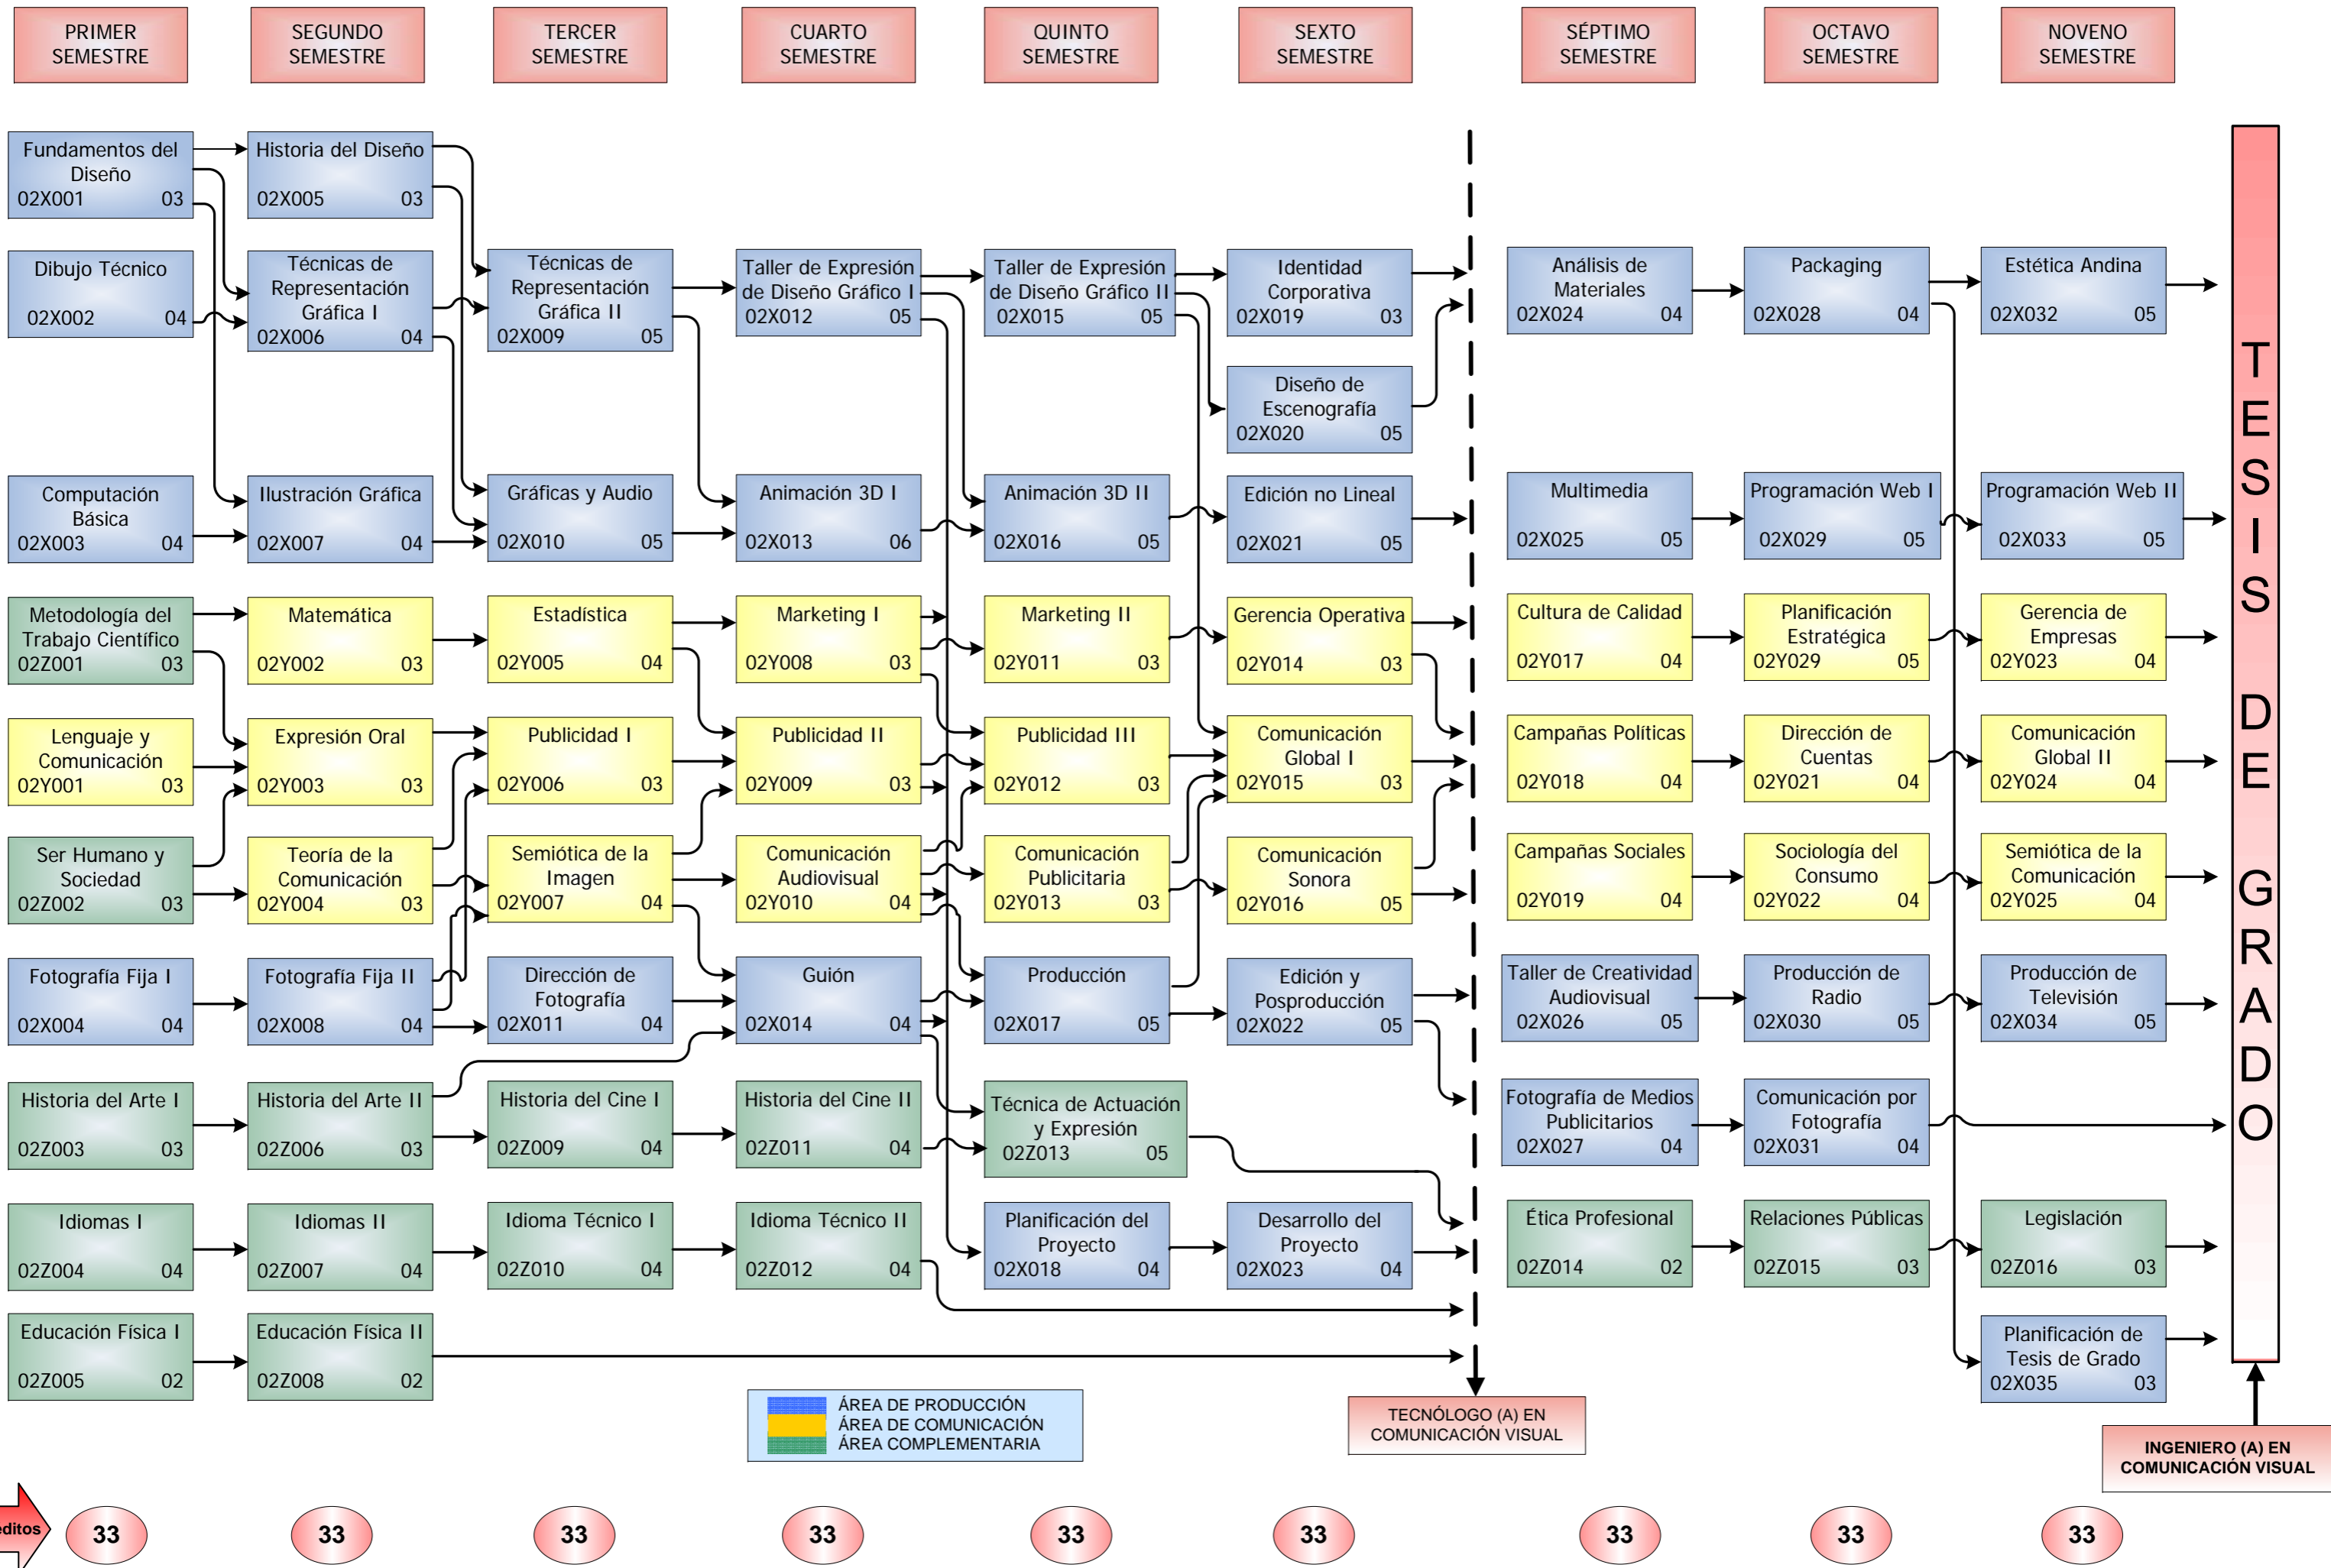 PRIMER
SEMESTRE
SEGUNDO
SEMESTRE
TERCER
SEMESTRE
CUARTO
SEMESTRE
QUINTO
SEMESTRE
SEXTO
SEMESTRE
SÉPTIMO
SEMESTRE
OCTAVO
SEMESTRE
NOVENO
SEMESTRE
Fundamentos del
Diseño
02X001 03
Historia del Diseño
02X005 03
Dibujo Técnico
02X002 04
Técnicas de
Representación
Gráfica I
02X006 04
Técnicas de
Representación
Gráfica II
02X009 05
Taller de Expresión
de Diseño Gráfico I
02X012 05
Taller de Expresión
de Diseño Gráfico II
02X015 05
Identidad
Corporativa
02X019 03
Análisis de
Materiales
02X024 04
Packaging
02X028 04
Estética Andina
02X032 05
Diseño de
Escenografía
02X020 05
Computación
Básica
02X003 04
Ilustración Gráfica
02X007 04
Gráficas y Audio
02X010 05
Animación 3D I
02X013 06
Animación 3D II
02X016 05
Edición no Lineal
02X021 05
Multimedia
02X025 05
Programación Web I
02X029 05
Programación Web II
02X033 05
Metodología del
Trabajo Científico
02Z001 03
Matemática
02Y002 03
Estadística
02Y005 04
Marketing I
02Y008 03
Marketing II
02Y011 03
Gerencia Operativa
02Y014 03
Cultura de Calidad
02Y017 04
Planificación
Estratégica
02Y029 05
Gerencia de
Empresas
02Y023 04
Lenguaje y
Comunicación
02Y001 03
Expresión Oral
02Y003 03
Publicidad I
02Y006 03
Publicidad II
02Y009 03
Publicidad III
02Y012 03
Comunicación
Global I
02Y015 03
Campañas Políticas
02Y018 04
Dirección de
Cuentas
02Y021 04
Comunicación
Global II
02Y024 04
Ser Humano y
Sociedad
02Z002 03
Teoría de la
Comunicación
02Y004 03
Semiótica de la
Imagen
02Y007 04
Comunicación
Audiovisual
02Y010 04
Comunicación
Publicitaria
02Y013 03
Comunicación
Sonora
02Y016 05
Campañas Sociales
02Y019 04
Sociología del
Consumo
02Y022 04
Semiótica de la
Comunicación
02Y025 04
Fotografía Fija I
02X004 04
Fotografía Fija II
02X008 04
Dirección de
Fotografía
02X011 04
Guión
02X014 04
Producción
02X017 05
Edición y
Posproducción
02X022 05
Taller de Creatividad
Audiovisual
02X026 05
Producción de
Radio
02X030 05
Producción de
Televisión
02X034 05
Historia del Arte I
02Z003 03
Historia del Arte II
02Z006 03
Historia del Cine I
02Z009 04
Historia del Cine II
02Z011 04
Técnica de Actuación
y Expresión
02Z013 05
Fotografía de Medios
Publicitarios
02X027 04
Comunicación por
Fotografía
02X031 04
Idiomas I
02Z004 04
Idiomas II
02Z007 04
Idioma Técnico I
02Z010 04
Idioma Técnico II
02Z012 04
Planificación del
Proyecto
02X018 04
Desarrollo del
Proyecto
02X023 04
Ética Profesional
02Z014 02
Relaciones Públicas
02Z015 03
Legislación
02Z016 03
Educación Física I
02Z005 02
Educación Física II
02Z008 02
Planificación de
Tesis de Grado
02X035 03
TESIS DE GRADO
ÁREA DE PRODUCCIÓN
ÁREA DE COMUNICACIÓN
ÁREA COMPLEMENTARIA
TECNÓLOGO (A) EN
COMUNICACIÓN VISUAL
INGENIERO (A) EN
COMUNICACIÓN VISUAL
editos 33 33 33 33 33 33 33 33 33